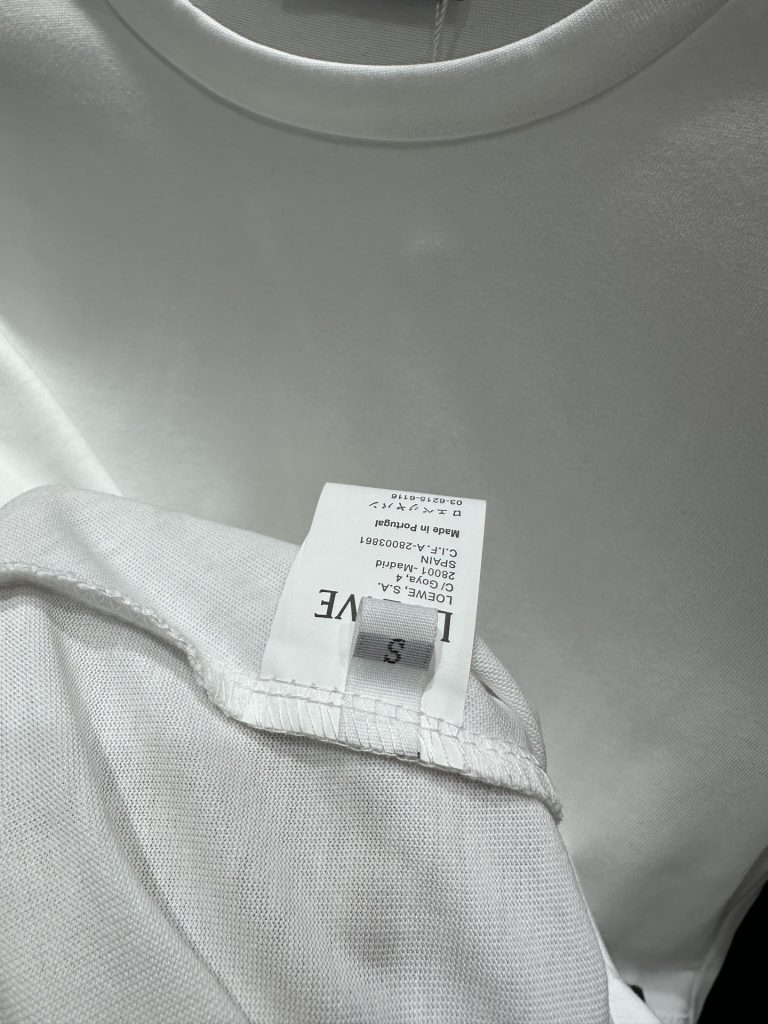 S
LOEWE, S.A.
C/ Goya, 4
28001 -Madrid
SPAIN
C.I.F.A-28003861
Made in Portugal
ロエベジャパン
03-6215-6116